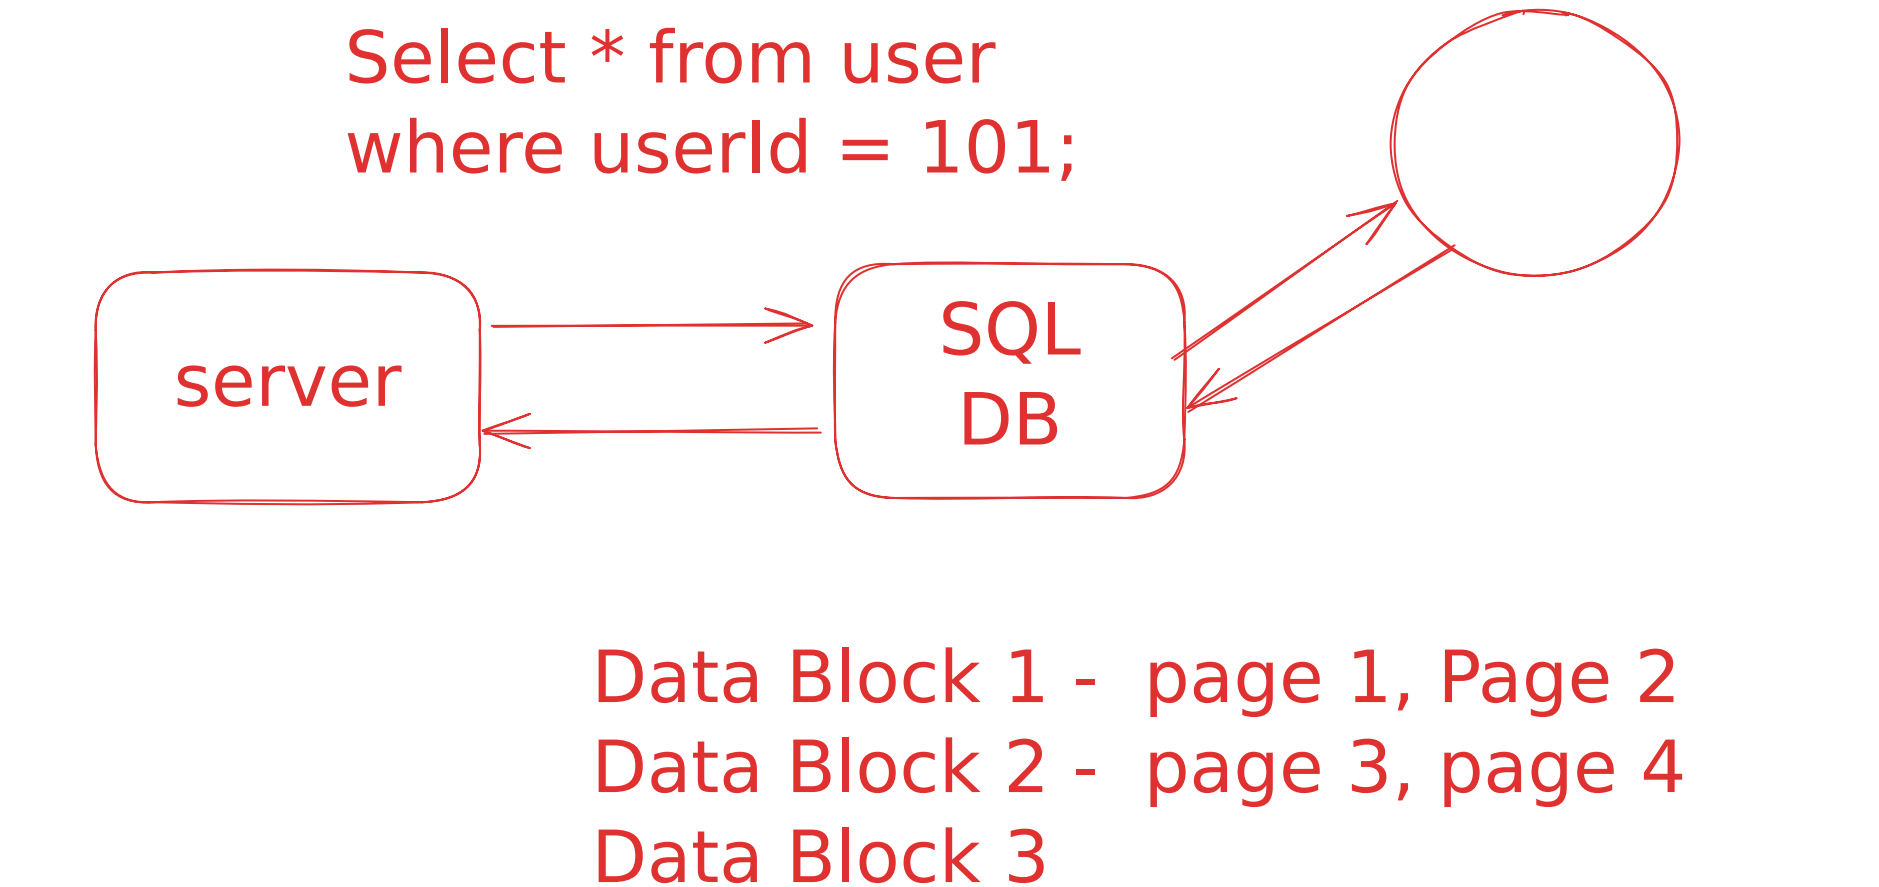 Select * from user
where userId = 101;
server
SQL
DB
Data Block 1 -  page 1, Page 2
Data Block 2 -  page 3, page 4
Data Block 3